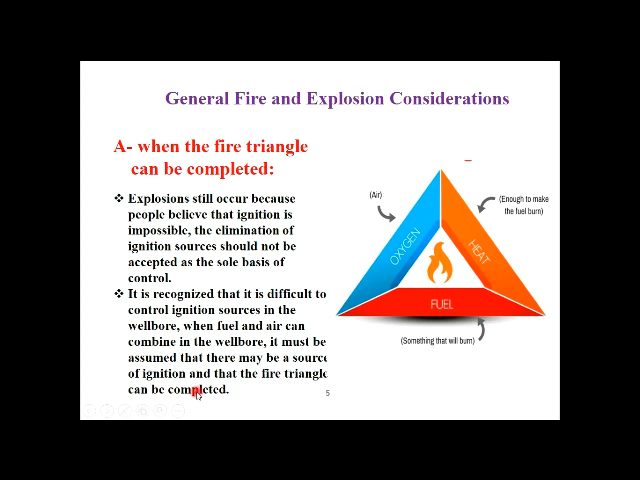 General Fire and Explosion Considerations
A- when the fire triangle
can be completed:
❖ Explosions still occur because
people believe that ignition is
impossible, the elimination of
ignition sources should not be
accepted as the sole basis of
control.
❖ It is recognized that it is difficult to
control ignition sources in the
wellbore, when fuel and air can
combine in the wellbore, it must be
assumed that there may be a source
of ignition and that the fire triangle
can be completed.
(Air)
(Enough to make
the fuel burn)
OXYGEN
HEAT
FUEL
(Something that will burn)
5